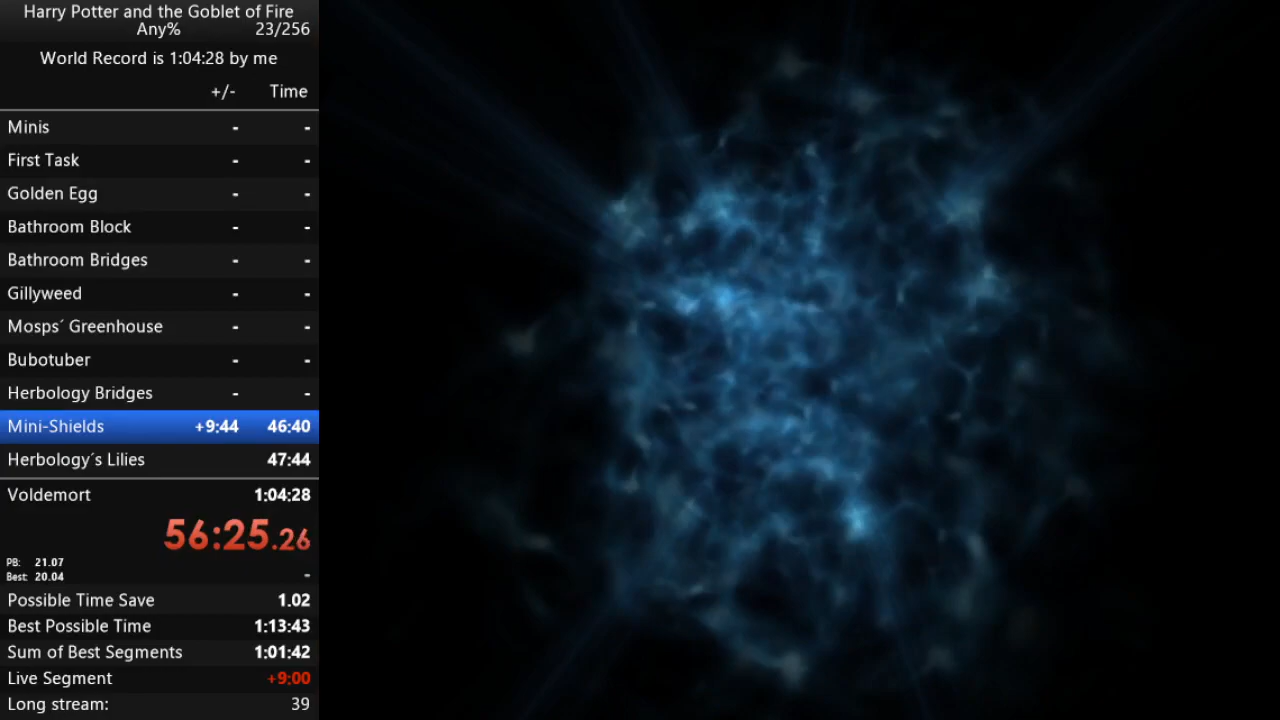 Harry Potter and the Goblet of Fire
Any% 23/256
World Record is 1:04:28 by me
+/- Time
Minis - -
First Task - -
Golden Egg - -
Bathroom Block - -
Bathroom Bridges - -
Gillyweed - -
Mosps´ Greenhouse - -
Bubotuber - -
Herbology Bridges - -
Mini-Shields +9:44 46:40
Herbology´s Lilies 47:44
Voldemort 1:04:28
56:25.26
PB: 21.07
Best: 20.04 -
Possible Time Save 1.02
Best Possible Time 1:13:43
Sum of Best Segments 1:01:42
Live Segment +9:00
Long stream: 39